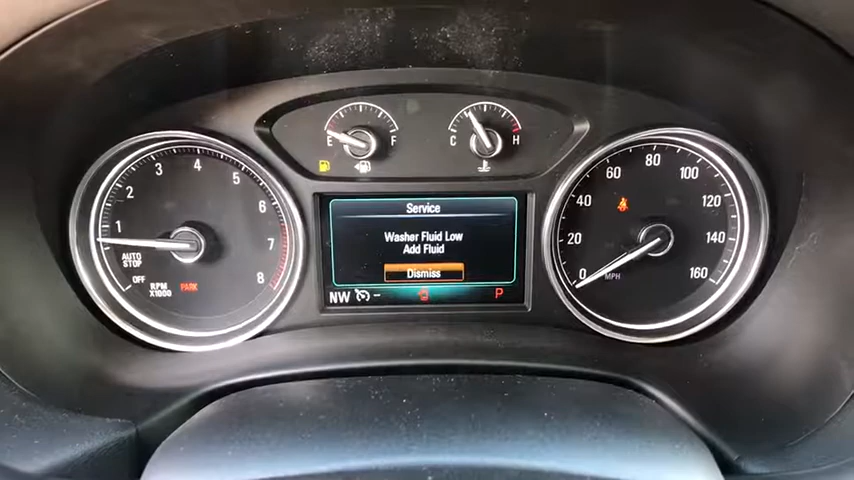 E F
C H
1 2 3 4 5 6 7 8
AUTO STOP
OFF
RPM
X1000
PARK
Service
Washer Fluid Low
Add Fluid
Dismiss
NW
P
0 20 40 60 80 100 120 140 160
MPH